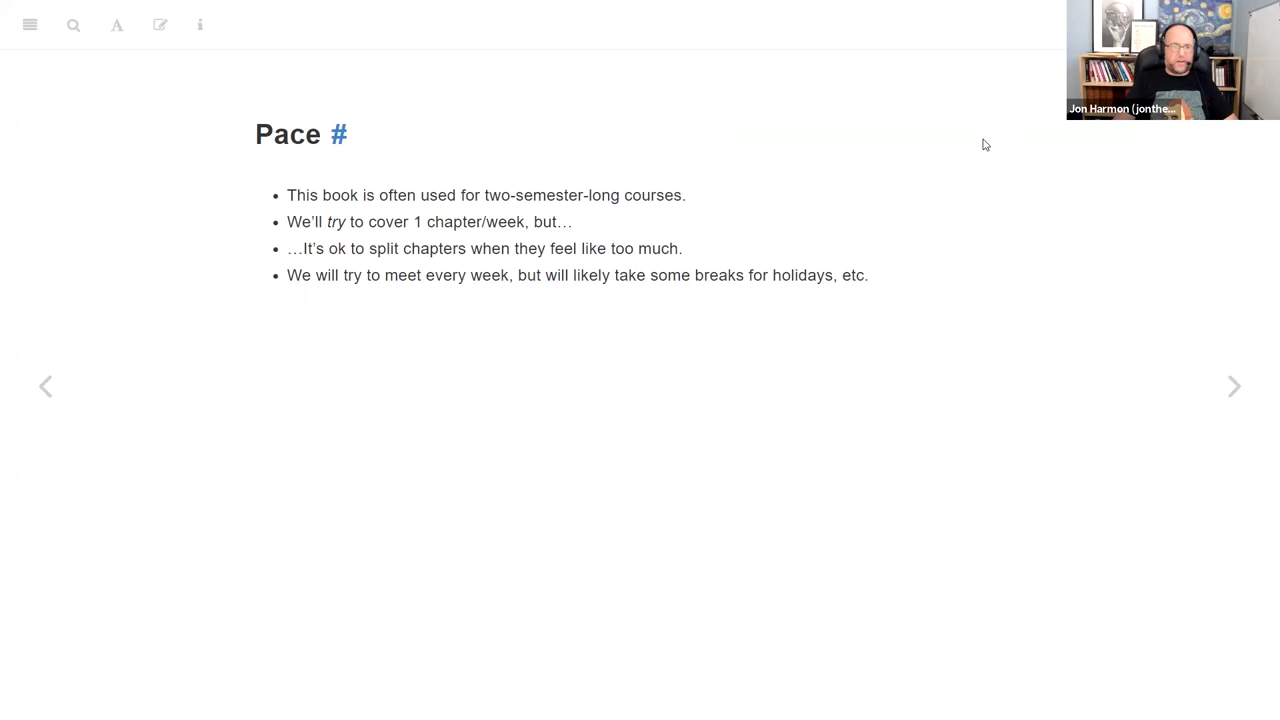 Jon Harmon (jonthe...
Pace #
• This book is often used for two-semester-long courses.
• We'll try to cover 1 chapter/week, but…
• …It's ok to split chapters when they feel like too much.
• We will try to meet every week, but will likely take some breaks for holidays, etc.